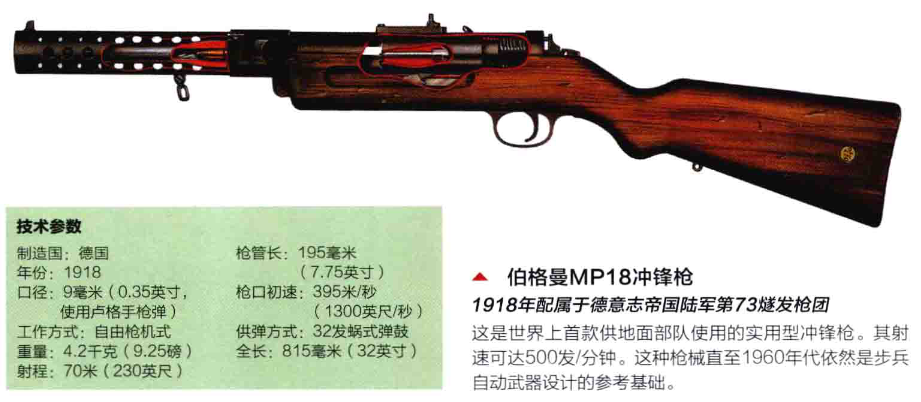 技术参数
制造国：德国
年份：1918
口径：9毫米（0.35英寸，
使用卢格手枪弹）
工作方式：自由枪机式
重量：4.2千克（9.25磅）
射程：70米（230英尺）
枪管长：195毫米
（7.75英寸）
枪口初速：395米/秒
（1300英尺/秒）
供弹方式：32发蜗式弹鼓
全长：815毫米（32英寸）
▲ 伯格曼MP18冲锋枪
1918年配属于德意志帝国陆军第73燧发枪团
这是世界上首款供地面部队使用的实用型冲锋枪。其射
速可达500发/分钟。这种枪械直至1960年代依然是步兵
自动武器设计的参考基础。